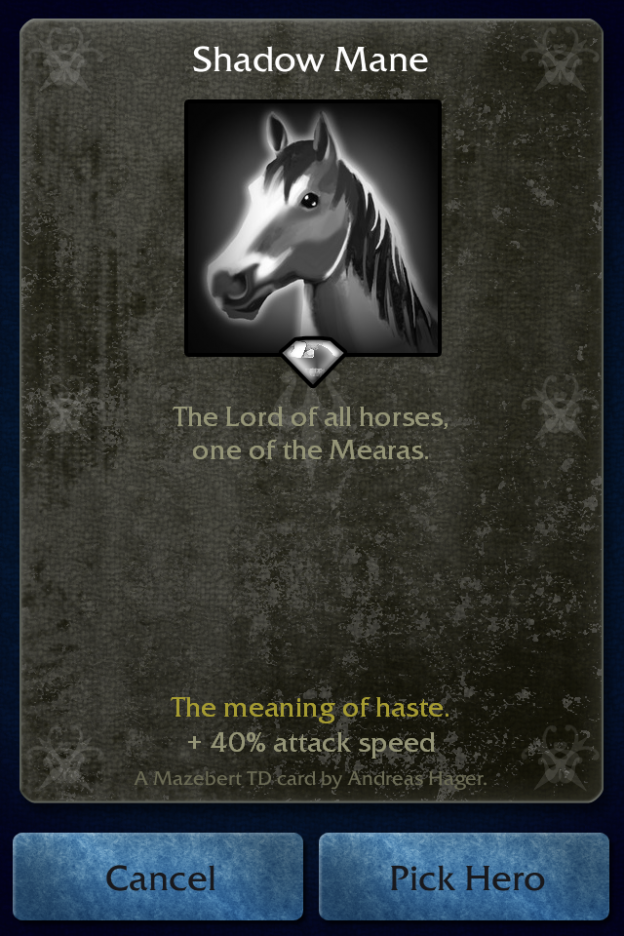 Shadow Mane
The Lord of all horses,
one of the Mearas.
The meaning of haste.
+ 40% attack speed
A Mazebert TD card by Andreas Hager.
Cancel
Pick Hero